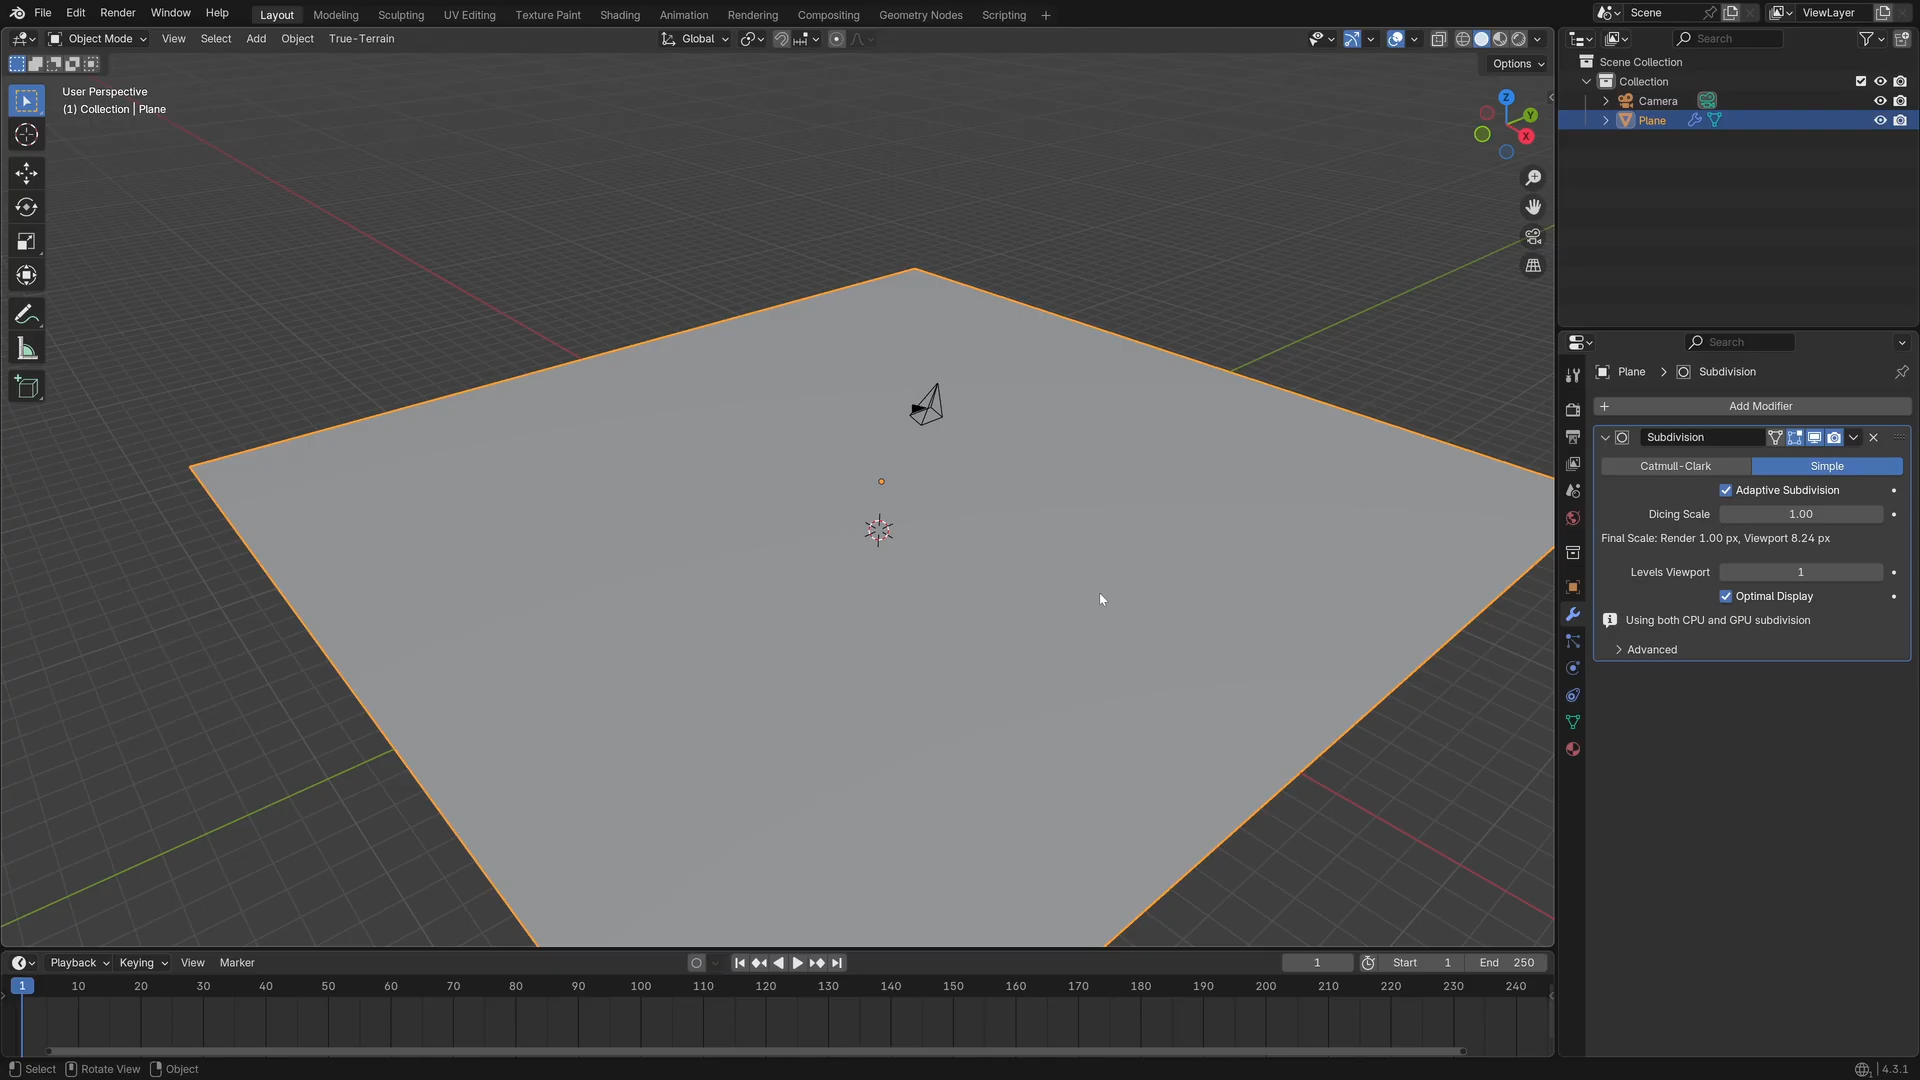 File Edit Render Window Help Layout Modeling Sculpting UV Editing Texture Paint Shading Animation Rendering Compositing Geometry Nodes Scripting + Scene ViewLayer
Object Mode View Select Add Object True-Terrain Global Search
Options
User Perspective
(1) Collection | Plane
Z
Y
X
Scene Collection
Collection
Camera
Plane
Search
Plane Subdivision
Add Modifier
Subdivision
Catmull-Clark Simple
Adaptive Subdivision
Dicing Scale 1.00
Final Scale: Render 1.00 px, Viewport 8.24 px
Levels Viewport 1
Optimal Display
Using both CPU and GPU subdivision
Advanced
Playback Keying View Marker 1 Start 1 End 250
1 10 20 30 40 50 60 70 80 90 100 110 120 130 140 150 160 170 180 190 200 210 220 230 240
Select Rotate View Object 4.3.1